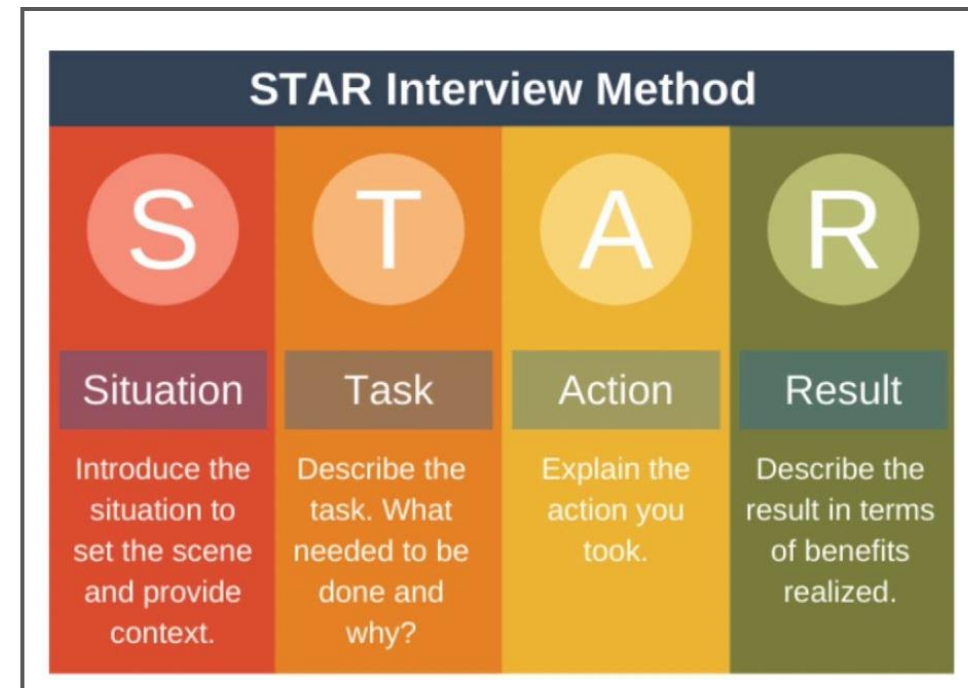 STAR Interview Method
S
T
A
R
Situation
Introduce the
situation to
set the scene
and provide
context.
Task
Describe the
task. What
needed to be
done and
why?
Action
Explain the
action you
took.
Result
Describe the
result in terms
of benefits
realized.